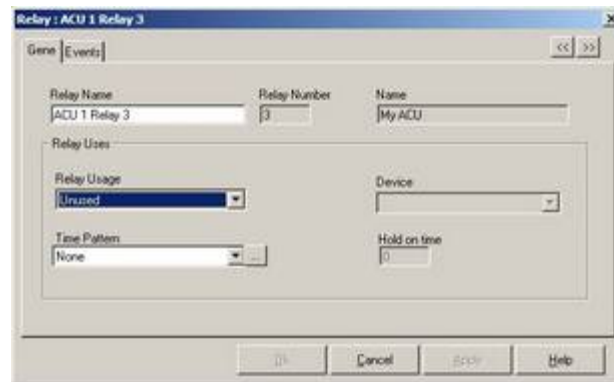 Relay : ACU 1 Relay 3
Gene Events << >>
Relay Name Relay Number Name
ACU 1 Relay 3 3 My ACU
Relay Uses
Relay Usage Device
Unused
Time Pattern Hold on time
None ... 0
Ok Cancel Apply Help